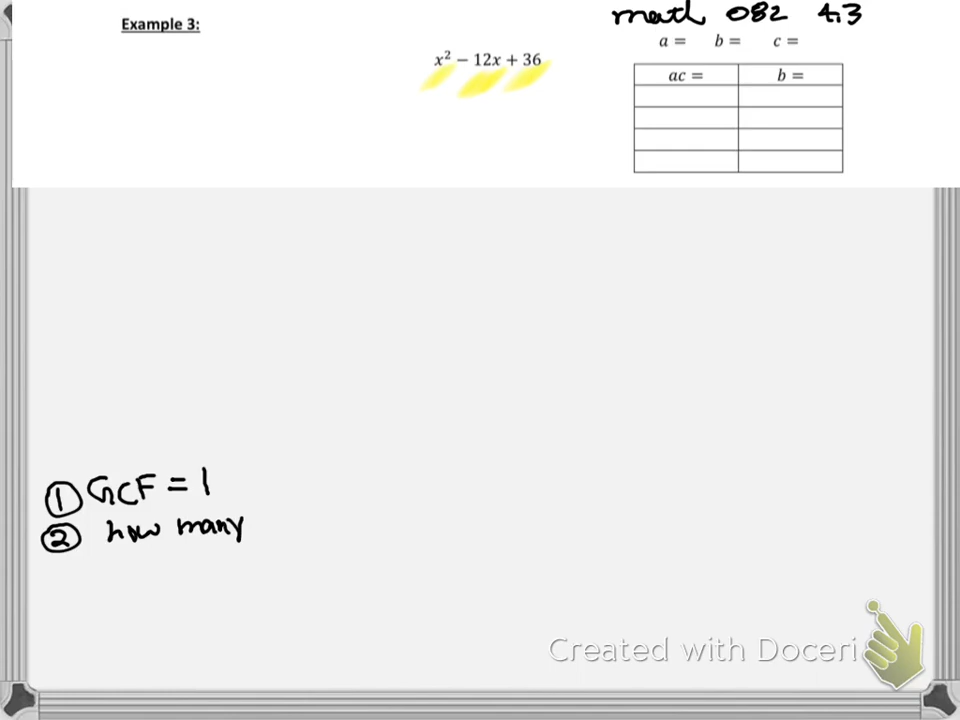 Example 3:
math 082 4.3
x² − 12x + 36
a = b = c =
ac = b =
① GCF = 1
② how many
Created with Doceri